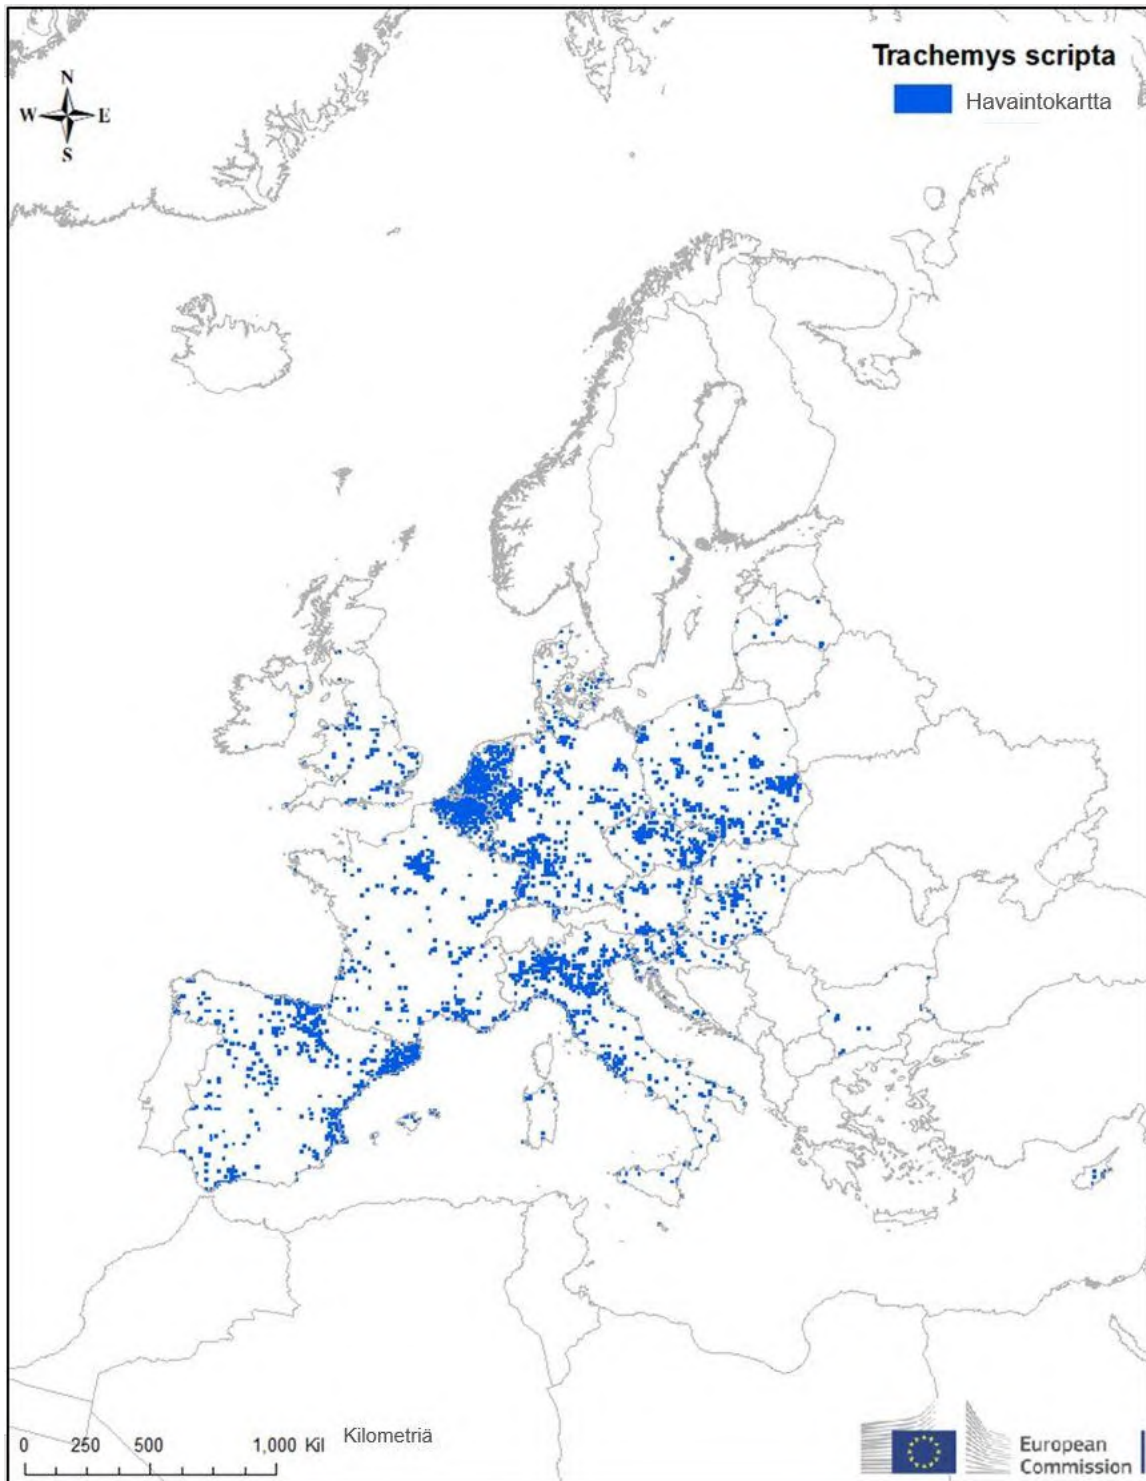 Trachemys scripta
Havaintokartta
N
W E
S
0 250 500 1,000 Kil Kilometriä
European
Commission